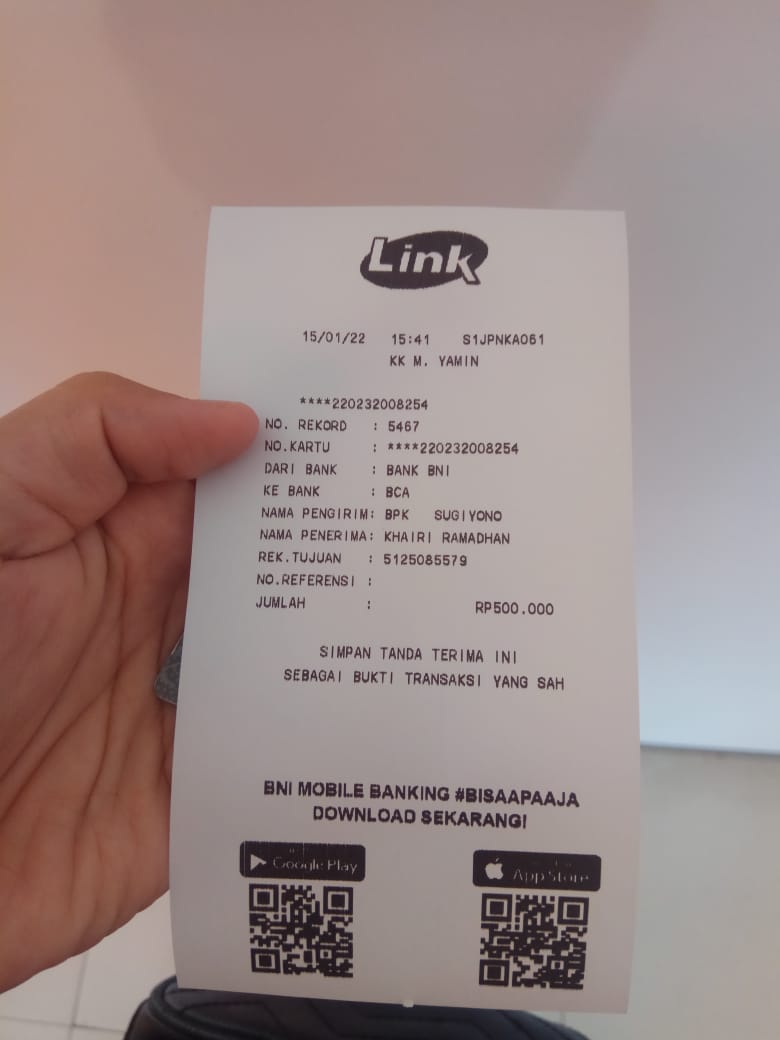 Link
15/01/22 15:41 S1JPNKA061
KK M. YAMIN
****220232008254
NO. REKORD : 5467
NO.KARTU : ****220232008254
DARI BANK : BANK BNI
KE BANK : BCA
NAMA PENGIRIM: BPK SUGIYONO
NAMA PENERIMA: KHAIRI RAMADHAN
REK.TUJUAN : 5125085579
NO.REFERENSI :
JUMLAH : RP500.000
SIMPAN TANDA TERIMA INI
SEBAGAI BUKTI TRANSAKSI YANG SAH
BNI MOBILE BANKING #BISAAPAAJA
DOWNLOAD SEKARANG!
Google Play
App Store